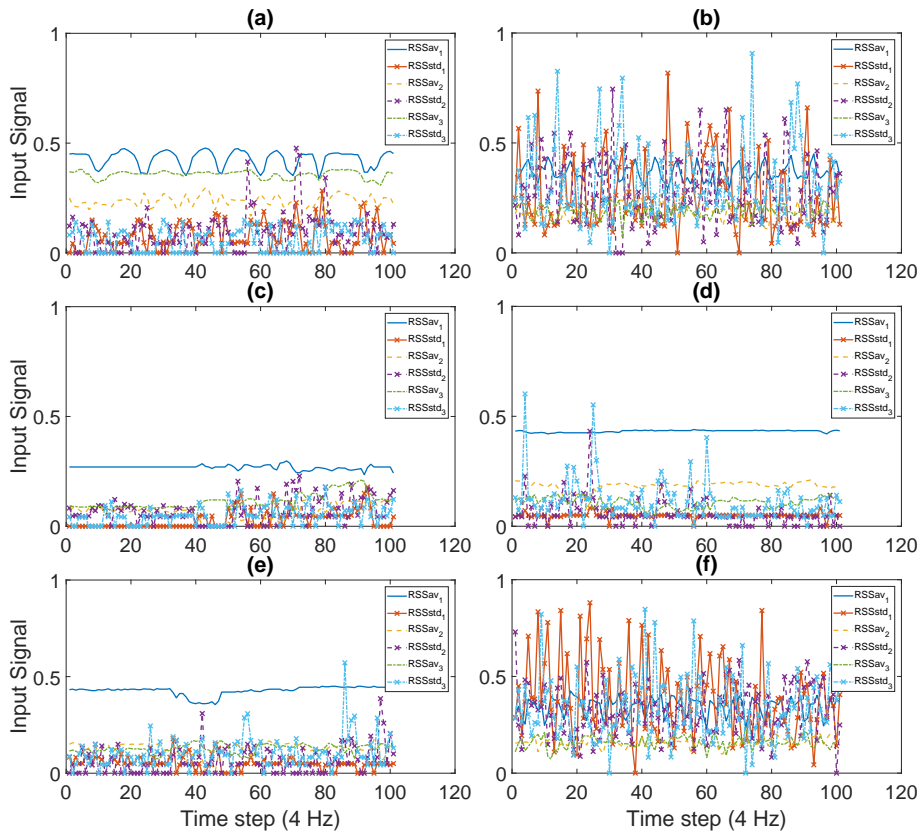 (a)
1
0.5
0
Input Signal
0 20 40 60 80 100 120
RSSav1
RSSstd1
RSSav2
RSSstd2
RSSav3
RSSstd3
(b)
1
0.5
0
0 20 40 60 80 100 120
RSSav1
RSSstd1
RSSav2
RSSstd2
RSSav3
RSSstd3
(c)
1
0.5
0
Input Signal
0 20 40 60 80 100 120
RSSav1
RSSstd1
RSSav2
RSSstd2
RSSav3
RSSstd3
(d)
1
0.5
0
0 20 40 60 80 100 120
RSSav1
RSSstd1
RSSav2
RSSstd2
RSSav3
RSSstd3
(e)
1
0.5
0
Input Signal
0 20 40 60 80 100 120
Time step (4 Hz)
RSSav1
RSSstd1
RSSav2
RSSstd2
RSSav3
RSSstd3
(f)
1
0.5
0
0 20 40 60 80 100 120
Time step (4 Hz)
RSSav1
RSSstd1
RSSav2
RSSstd2
RSSav3
RSSstd3